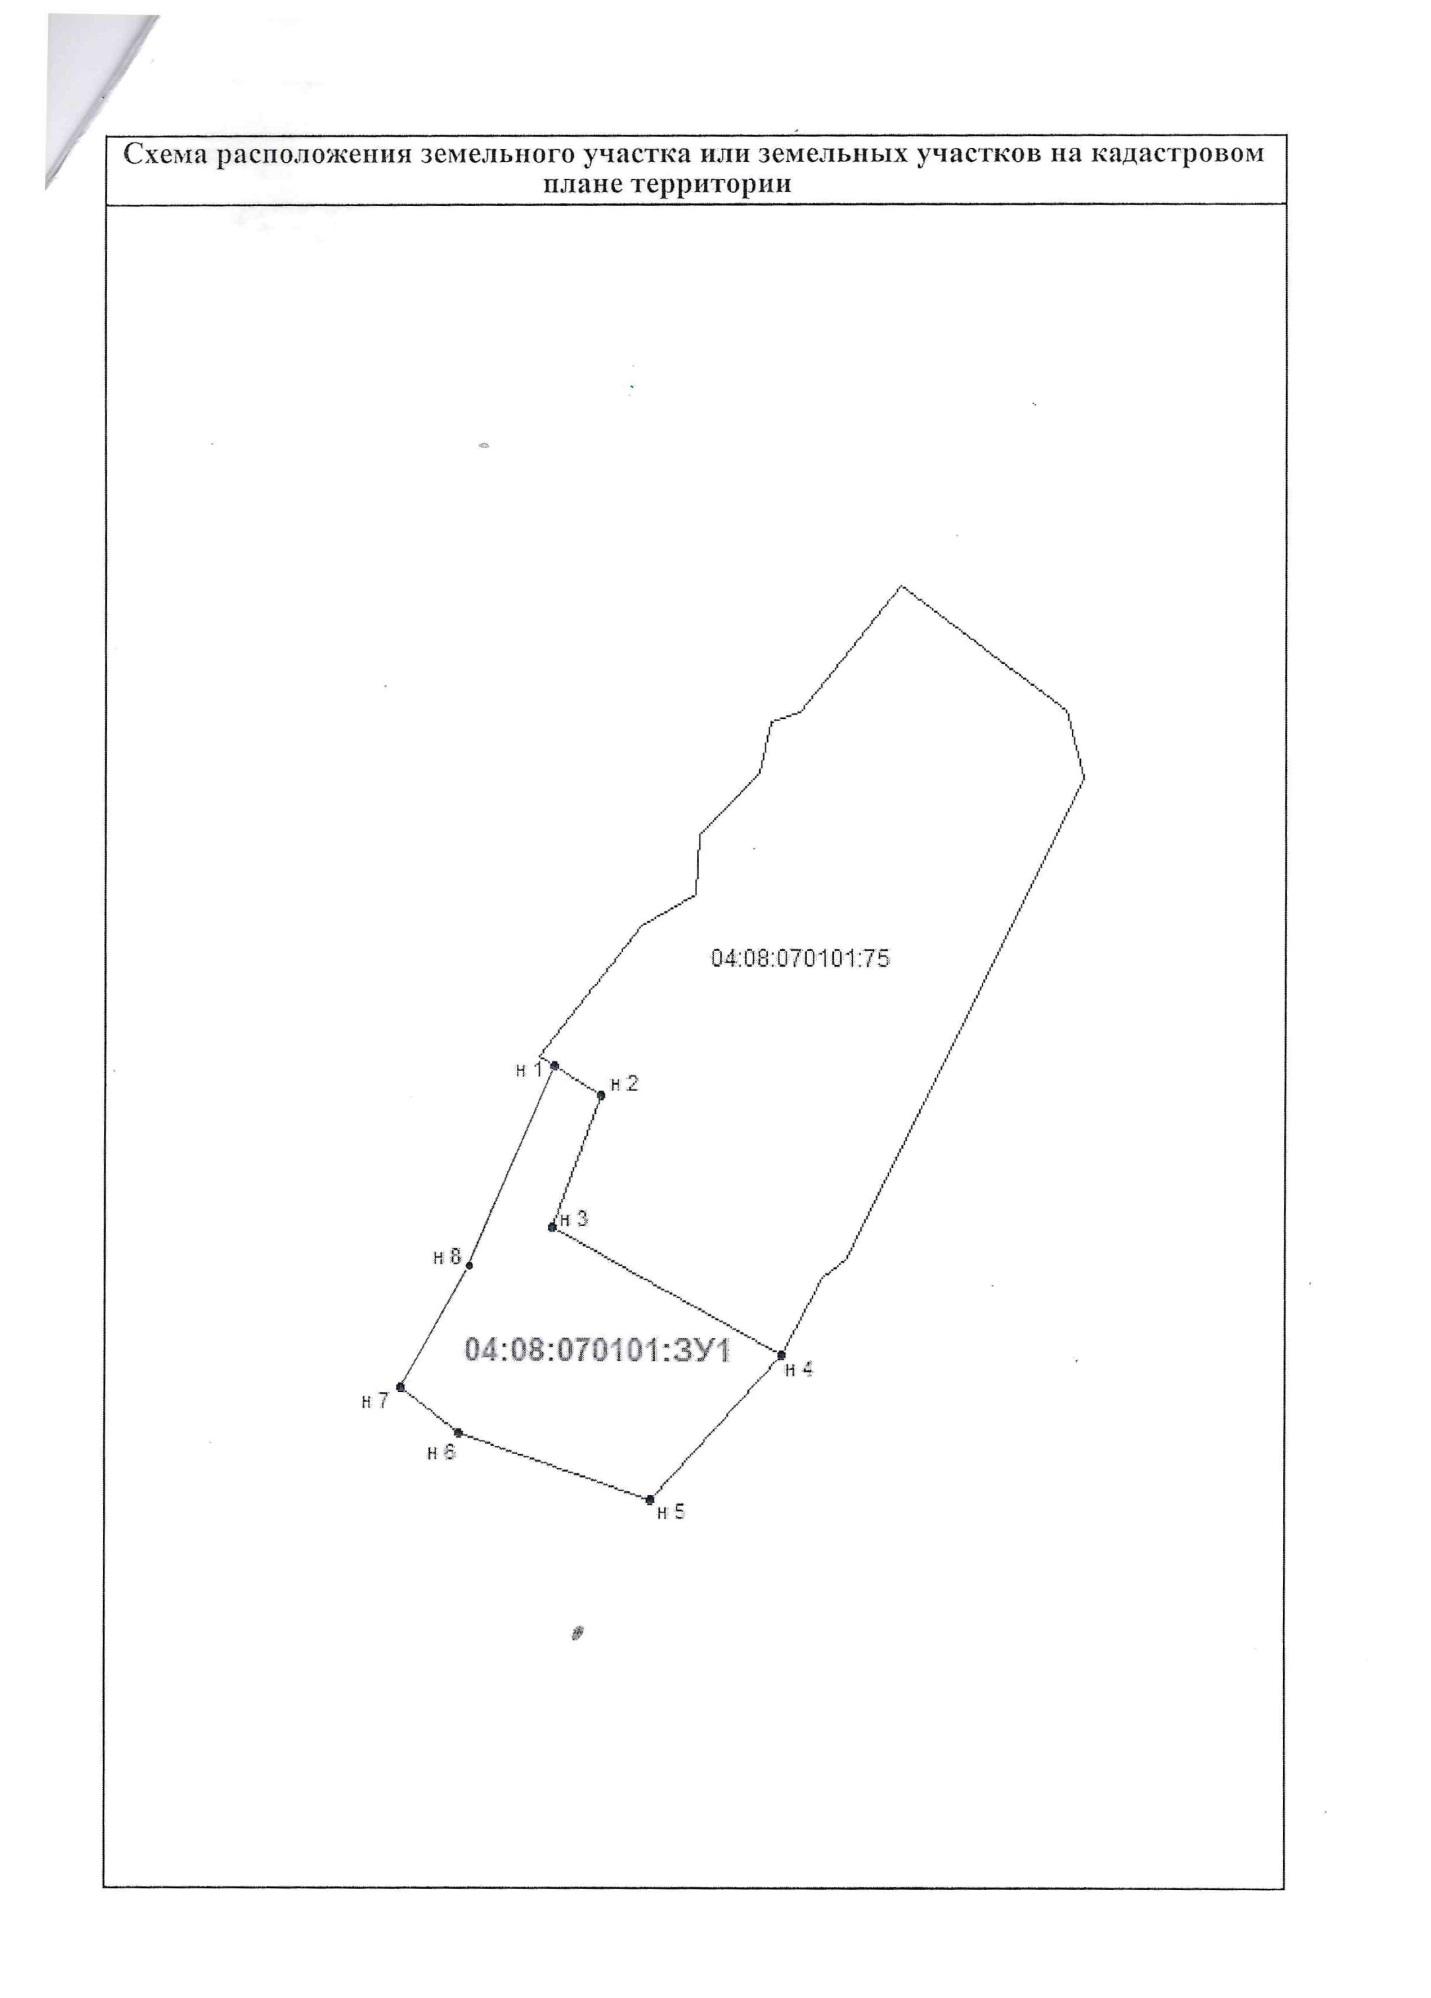 Схема расположения земельного участка или земельных участков на кадастровом
плане территории
04:08:070101:75
н 1
н 2
н 3
н 8
04:08:070101:ЗУ1
н 4
н 7
н 6
н 5